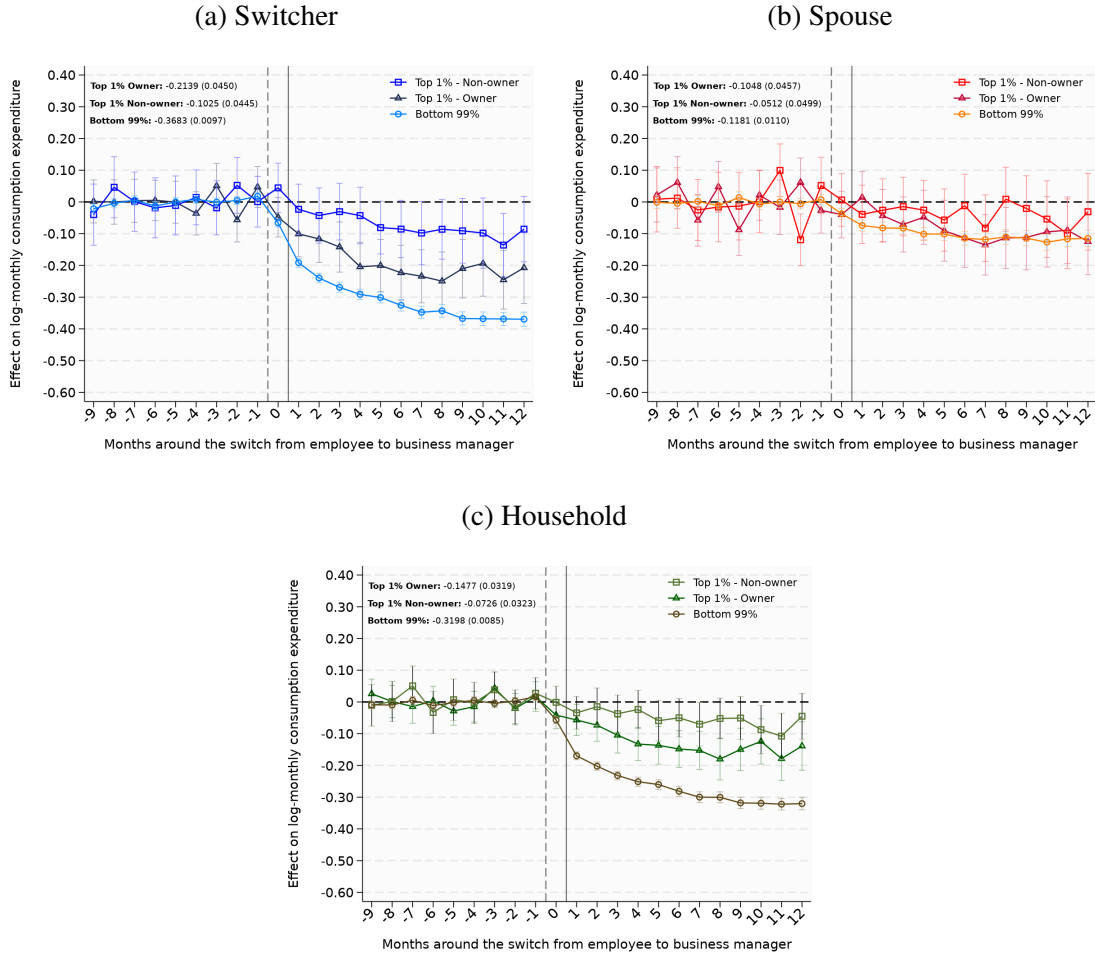 (a) Switcher
Effect on log-monthly consumption expenditure
0.40
0.30
0.20
0.10
0
-0.10
-0.20
-0.30
-0.40
-0.50
-0.60
Top 1% Owner: -0.2139 (0.0450)
Top 1% Non-owner: -0.1025 (0.0445)
Bottom 99%: -0.3683 (0.0097)
Top 1% - Non-owner
Top 1% - Owner
Bottom 99%
-9 -8 -7 -6 -5 -4 -3 -2 -1 0 1 2 3 4 5 6 7 8 9 10 11 12
Months around the switch from employee to business manager
(b) Spouse
Effect on log-monthly consumption expenditure
0.40
0.30
0.20
0.10
0
-0.10
-0.20
-0.30
-0.40
-0.50
-0.60
Top 1% Owner: -0.1048 (0.0457)
Top 1% Non-owner: -0.0512 (0.0499)
Bottom 99%: -0.1181 (0.0110)
Top 1% - Non-owner
Top 1% - Owner
Bottom 99%
-9 -8 -7 -6 -5 -4 -3 -2 -1 0 1 2 3 4 5 6 7 8 9 10 11 12
Months around the switch from employee to business manager
(c) Household
Effect on log-monthly consumption expenditure
0.40
0.30
0.20
0.10
0
-0.10
-0.20
-0.30
-0.40
-0.50
-0.60
Top 1% Owner: -0.1477 (0.0319)
Top 1% Non-owner: -0.0726 (0.0323)
Bottom 99%: -0.3198 (0.0085)
Top 1% - Non-owner
Top 1% - Owner
Bottom 99%
-9 -8 -7 -6 -5 -4 -3 -2 -1 0 1 2 3 4 5 6 7 8 9 10 11 12
Months around the switch from employee to business manager